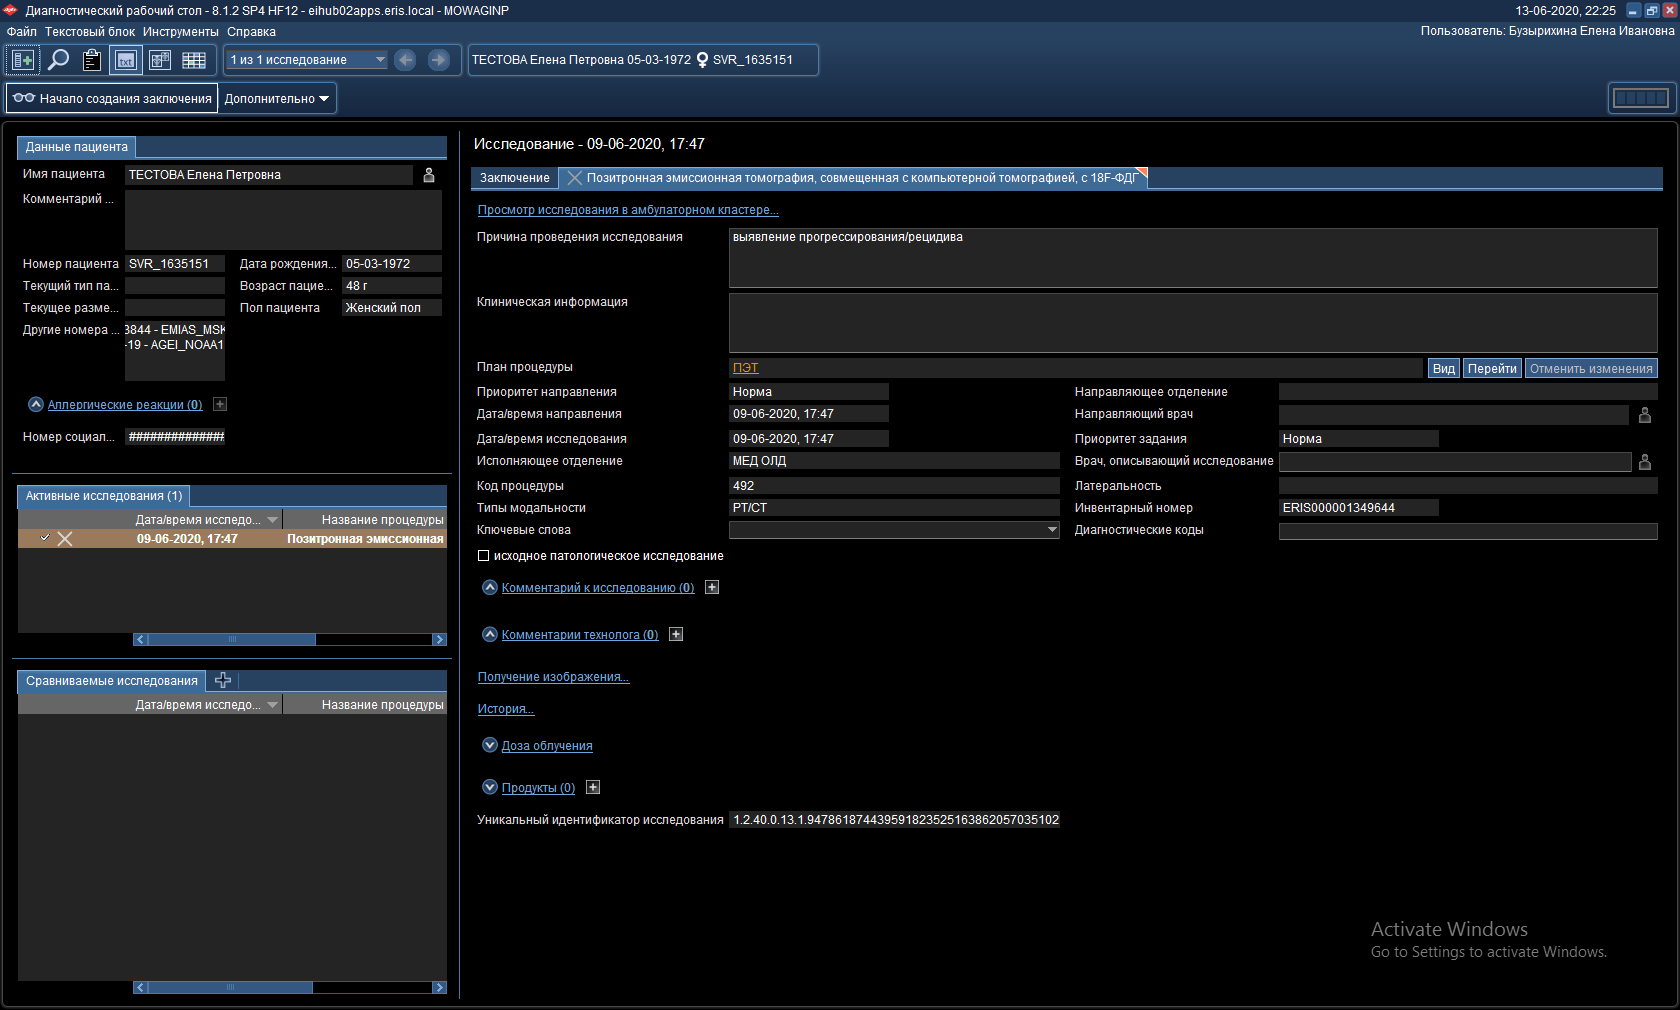 Диагностический рабочий стол - 8.1.2 SP4 HF12 - eihub02apps.eris.local - MOWAGINP
13-06-2020, 22:25
Файл Текстовый блок Инструменты Справка
Пользователь: Бузырихина Елена Ивановна
txt
1 из 1 исследование
ТЕСТОВА Елена Петровна 05-03-1972 SVR_1635151
Начало создания заключения
Дополнительно
Данные пациента
Имя пациента ТЕСТОВА Елена Петровна
Комментарий ...
Номер пациента SVR_1635151 Дата рождения... 05-03-1972
Текущий тип па... Возраст пацие... 48 г
Текущее разме... Пол пациента Женский пол
Другие номера ... 3844 - EMIAS_MSK
-19 - AGEI_NOAA1
Аллергические реакции (0)
Номер социал... ##############
Активные исследования (1)
Дата/время исследо... Название процедуры
09-06-2020, 17:47 Позитронная эмиссионная
Сравниваемые исследования
Дата/время исследо... Название процедуры
Исследование - 09-06-2020, 17:47
Заключение
Позитронная эмиссионная томография, совмещенная с компьютерной томографией, с 18F-ФДГ
Просмотр исследования в амбулаторном кластере...
Причина проведения исследования выявление прогрессирования/рецидива
Клиническая информация
План процедуры ПЭТ Вид Перейти Отменить изменения
Приоритет направления Норма Направляющее отделение
Дата/время направления 09-06-2020, 17:47 Направляющий врач
Дата/время исследования 09-06-2020, 17:47 Приоритет задания Норма
Исполняющее отделение МЕД ОЛД Врач, описывающий исследование
Код процедуры 492 Латеральность
Типы модальности PT/CT Инвентарный номер ERIS000001349644
Ключевые слова Диагностические коды
исходное патологическое исследование
Комментарий к исследованию (0)
Комментарии технолога (0)
Получение изображения...
История...
Доза облучения
Продукты (0)
Уникальный идентификатор исследования 1.2.40.0.13.1.947861874439591823525163862057035102
Activate Windows
Go to Settings to activate Windows.